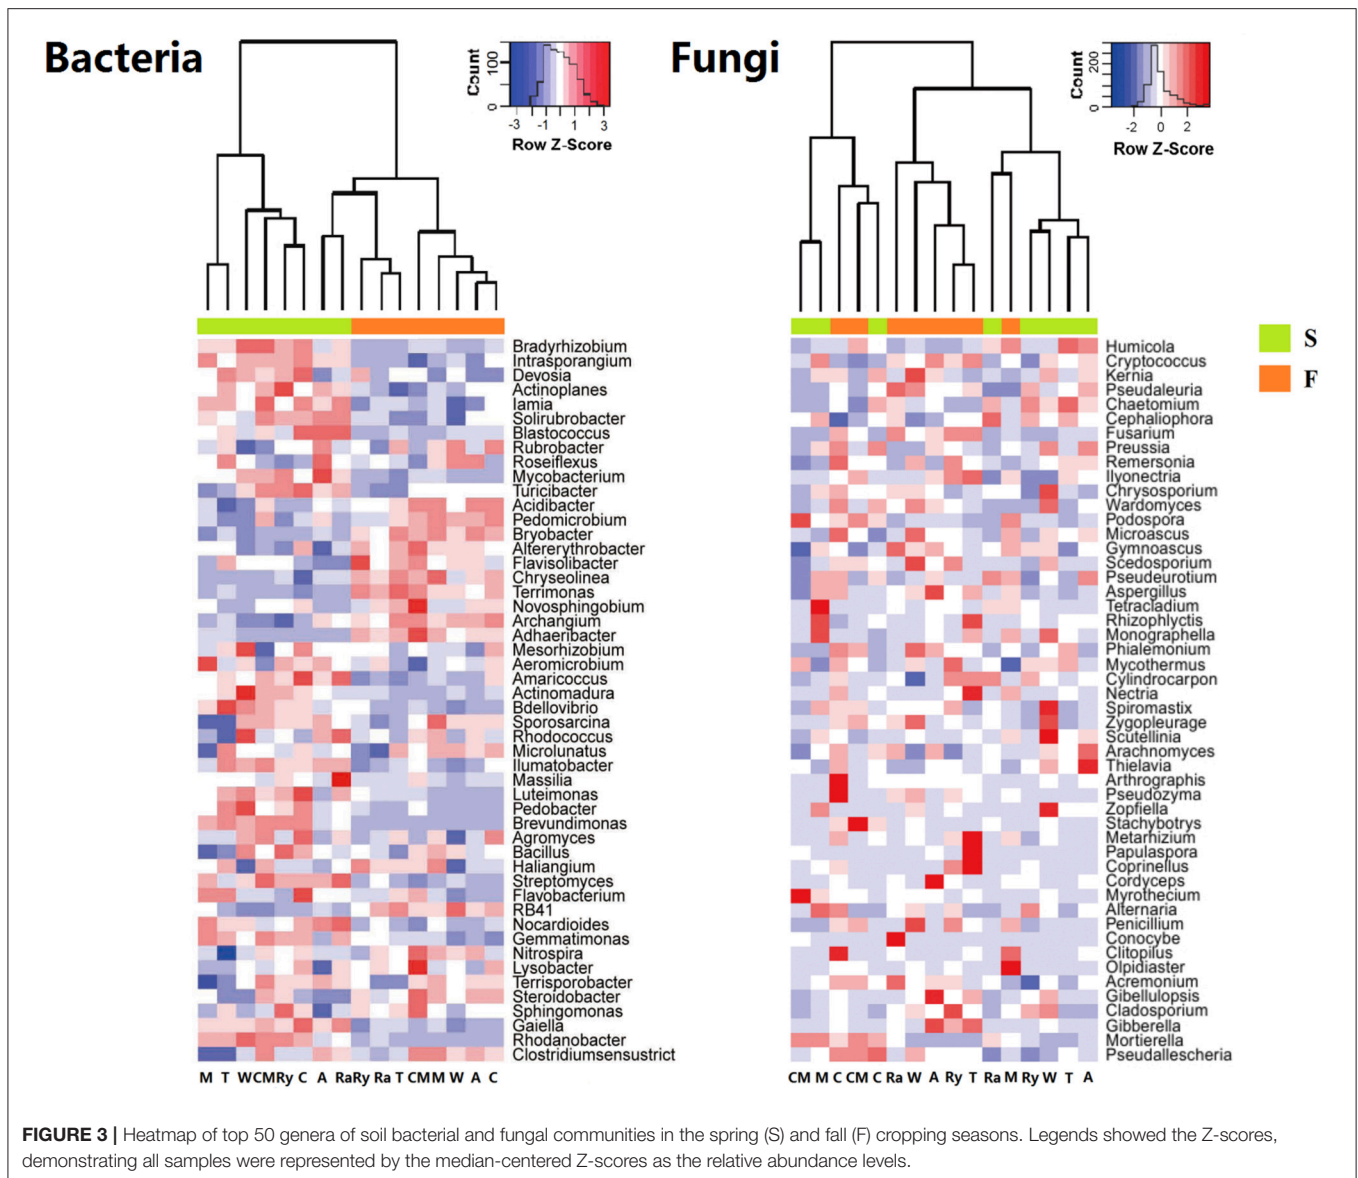 Bacteria
Count
0
100
-3 -1 1 3
Row Z-Score
Fungi
Count
0
200
-2 0 2
Row Z-Score
S
F
Bradyrhizobium
Intrasporangium
Devosia
Actinoplanes
Iamia
Solirubrobacter
Blastococcus
Rubrobacter
Roseiflexus
Mycobacterium
Turicibacter
Acidibacter
Pedomicrobium
Bryobacter
Altererythrobacter
Flavisolibacter
Chryseolinea
Terrimonas
Novosphingobium
Archangium
Adhaeribacter
Mesorhizobium
Aeromicrobium
Amaricoccus
Actinomadura
Bdellovibrio
Sporosarcina
Rhodococcus
Microlunatus
Ilumatobacter
Massilia
Luteimonas
Pedobacter
Brevundimonas
Agromyces
Bacillus
Haliangium
Streptomyces
Flavobacterium
RB41
Nocardioides
Gemmatimonas
Nitrospira
Lysobacter
Terrisporobacter
Steroidobacter
Sphingomonas
Gaiella
Rhodanobacter
Clostridiumsensustrict
M T W CM Ry C A Ra Ry Ra T CM M W A C
Humicola
Cryptococcus
Kernia
Pseudaleuria
Chaetomium
Cephaliophora
Fusarium
Preussia
Remersonia
Ilyonectria
Chrysosporium
Wardomyces
Podospora
Microascus
Gymnoascus
Scedosporium
Pseudeurotium
Aspergillus
Tetracladium
Rhizophlyctis
Monographella
Phialemonium
Mycothermus
Cylindrocarpon
Nectria
Spiromastix
Zygopleurage
Scutellinia
Arachnomyces
Thielavia
Arthrographis
Pseudozyma
Zopfiella
Stachybotrys
Metarhizium
Papulaspora
Coprinellus
Cordyceps
Myrothecium
Alternaria
Penicillium
Conocybe
Clitopilus
Olpidiaster
Acremonium
Gibellulopsis
Cladosporium
Gibberella
Mortierella
Pseudallescheria
CM M C CM C Ra W A Ry T Ra M Ry W T A
FIGURE 3 | Heatmap of top 50 genera of soil bacterial and fungal communities in the spring (S) and fall (F) cropping seasons. Legends showed the Z-scores,
demonstrating all samples were represented by the median-centered Z-scores as the relative abundance levels.